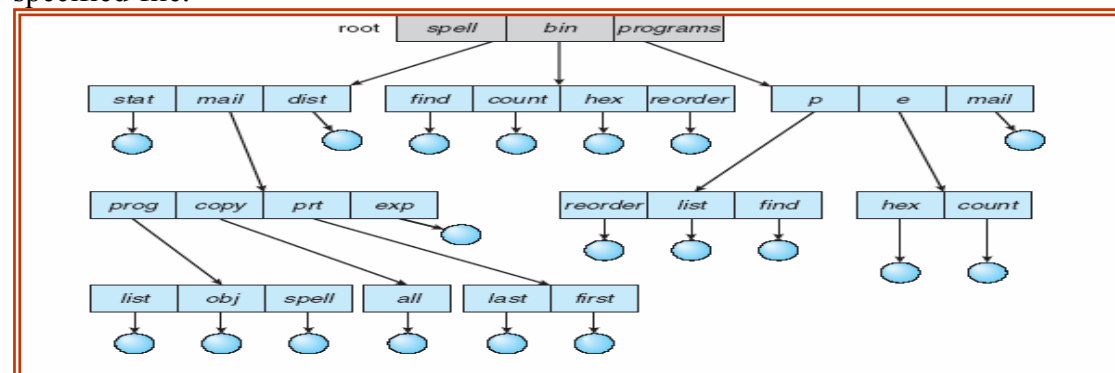 specified file.
root spell bin programs
stat mail dist find count hex reorder p e mail
prog copy prt exp reorder list find hex count
list obj spell all last first